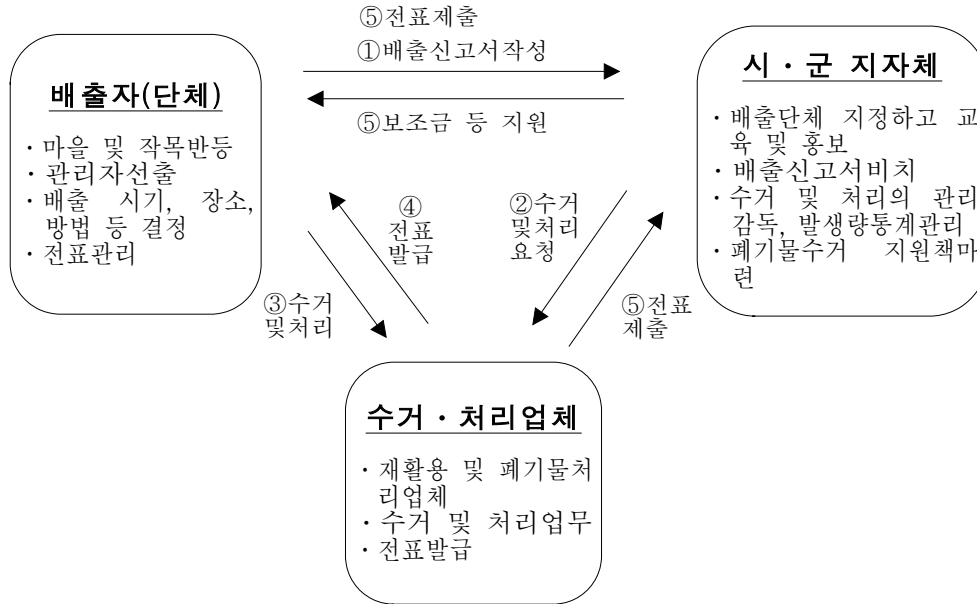 ⑤전표제출
①배출신고서작성
⑤보조금 등 지원
배출자(단체)
· 마을 및 작목반등
· 관리자선출
· 배출 시기, 장소,
방법 등 결정
· 전표관리
시 · 군 지자체
· 배출단체 지정하고 교
육 및 홍보
· 배출신고서비치
· 수거 및 처리의 관리
감독, 발생량통계관리
· 폐기물수거 지원책마
련
④
전표
발급
②수거
및처리
요청
③수거
및처리
⑤전표
제출
수거 · 처리업체
· 재활용 및 폐기물처
리업체
· 수거 및 처리업무
· 전표발급